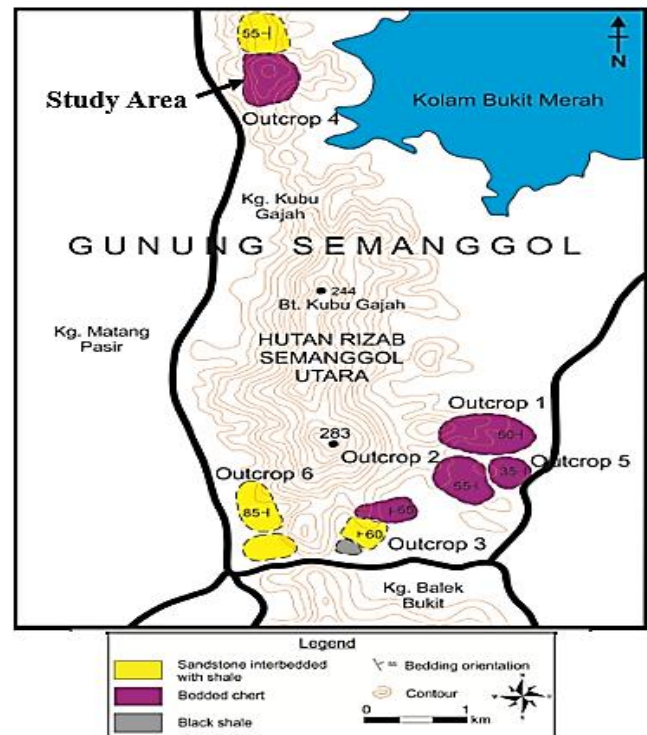 55
N
Study Area
Kolam Bukit Merah
Outcrop 4
Kg. Kubu
Gajah
GUNUNG SEMANGGOL
244
Bt. Kubu Gajah
Kg. Matang
Pasir
HUTAN RIZAB
SEMANGGOL
UTARA
Outcrop 1
283
60
Outcrop 2
Outcrop 5
Outcrop 6
35
55
85
55
60
Outcrop 3
Kg. Balek
Bukit
Legend
Sandstone interbedded
with shale
Bedding orientation
Bedded chert
Contour
Black shale
0 1
km